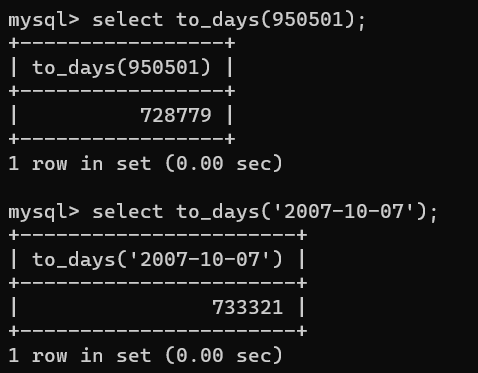 mysql> select to_days(950501);
+-----------------+
| to_days(950501) |
+-----------------+
|          728779 |
+-----------------+
1 row in set (0.00 sec)

mysql> select to_days('2007-10-07');
+-----------------------+
| to_days('2007-10-07') |
+-----------------------+
|                733321 |
+-----------------------+
1 row in set (0.00 sec)